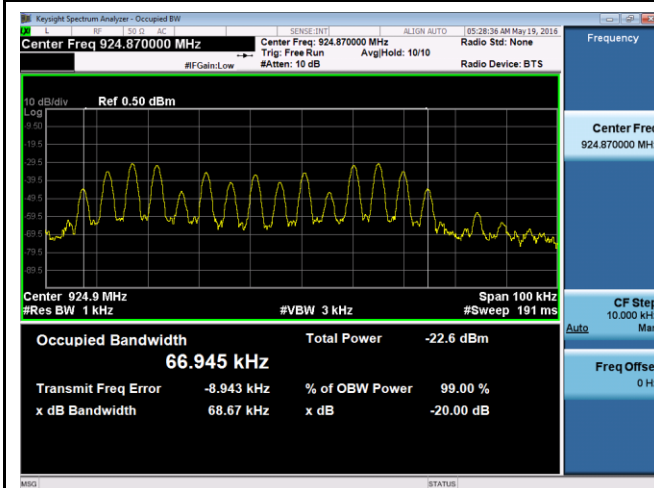 Keysight Spectrum Analyzer - Occupied BW
L RF 50 Ω AC SENSE:INT ALIGN AUTO 05:28:36 AM May 19, 2016
Center Freq 924.870000 MHz
Center Freq: 924.870000 MHz
Radio Std: None
Trig: Free Run Avg|Hold: 10/10
#IFGain:Low
#Atten: 10 dB
Radio Device: BTS
Frequency
10 dB/div Ref 0.50 dBm
Log
-9.50
-19.5
-29.5
-39.5
-49.5
-59.5
-69.5
-79.5
-89.5
Center Freq
924.870000 MHz
Center 924.9 MHz Span 100 kHz
#Res BW 1 kHz #VBW 3 kHz #Sweep 191 ms
CF Step
10.000 kHz
Auto Man
Occupied Bandwidth Total Power -22.6 dBm
66.945 kHz
Transmit Freq Error -8.943 kHz % of OBW Power 99.00 %
x dB Bandwidth 68.67 kHz x dB -20.00 dB
Freq Offse
0 H
MSG STATUS